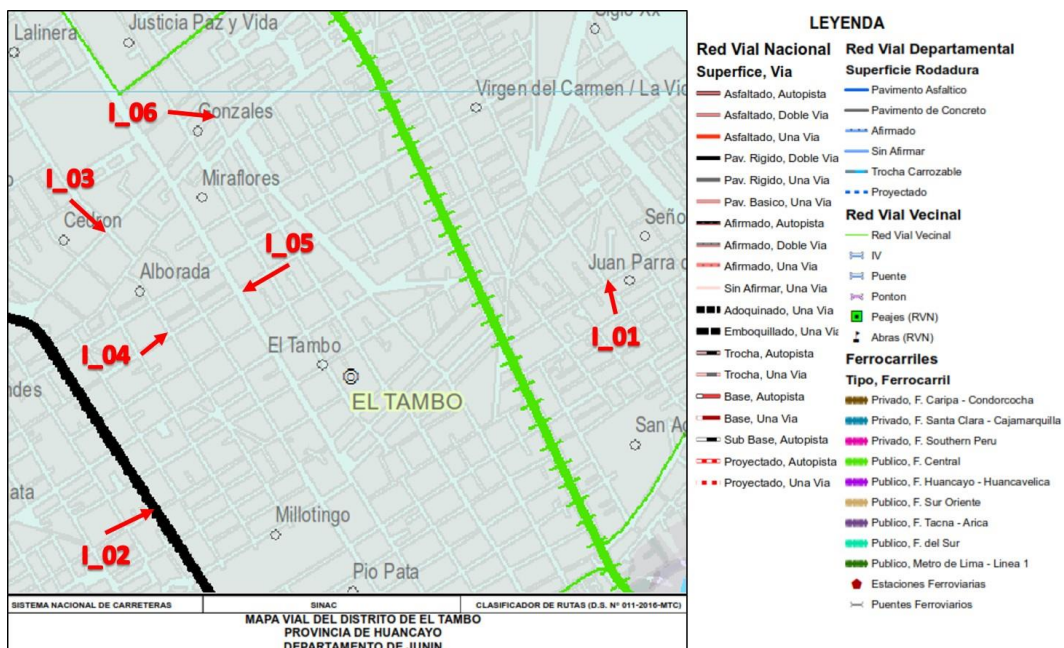 Lalinera
Justicia Paz y Vida
Siglo XX
I_06
Gonzales
Virgen del Carmen / La Vic
I_03
Miraflores
Cedron
Seño
I_05
Alborada
Juan Parra d
I_01
I_04
El Tambo
EL TAMBO
ndes
San Ag
ata
Millotingo
I_02
Pio Pata
SISTEMA NACIONAL DE CARRETERAS
SINAC
CLASIFICADOR DE RUTAS (D.S. N° 011-2016-MTC)
MAPA VIAL DEL DISTRITO DE EL TAMBO
PROVINCIA DE HUANCAYO
DEPARTAMENTO DE JUNIN
LEYENDA
Red Vial Nacional
Superfice, Via
Asfaltado, Autopista
Asfaltado, Doble Via
Asfaltado, Una Via
Pav. Rigido, Doble Via
Pav. Rigido, Una Via
Pav. Basico, Una Via
Afirmado, Autopista
Afirmado, Doble Via
Afirmado, Una Via
Sin Afirmar, Una Via
Adoquinado, Una Via
Emboquillado, Una Via
Trocha, Autopista
Trocha, Una Via
Base, Autopista
Base, Una Via
Sub Base, Autopista
Proyectado, Autopista
Proyectado, Una Via
Red Vial Departamental
Superficie Rodadura
Pavimento Asfaltico
Pavimento de Concreto
Afirmado
Sin Afirmar
Trocha Carrozable
Proyectado
Red Vial Vecinal
Red Vial Vecinal
IV
Puente
Ponton
Peajes (RVN)
Abras (RVN)
Ferrocarriles
Tipo, Ferrocarril
Privado, F. Caripa - Condorcocha
Privado, F. Santa Clara - Cajamarquilla
Privado, F. Southern Peru
Publico, F. Central
Publico, F. Huancayo - Huancavelica
Publico, F. Sur Oriente
Publico, F. Tacna - Arica
Publico, F. del Sur
Publico, Metro de Lima - Linea 1
Estaciones Ferroviarias
Puentes Ferroviarios